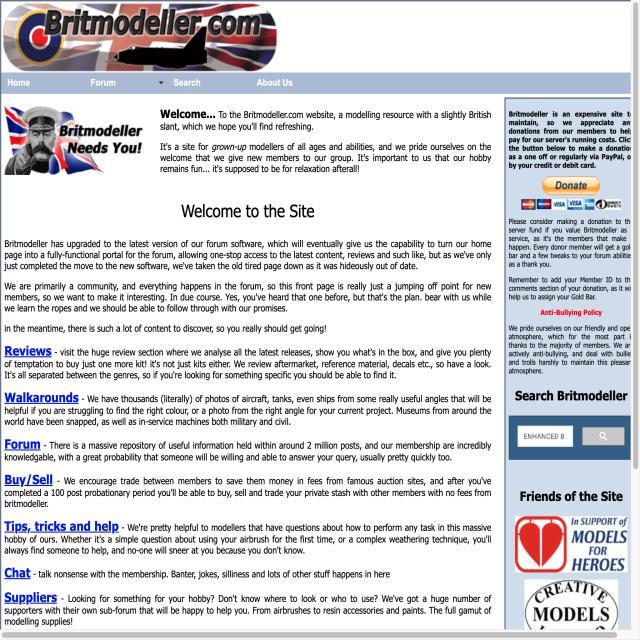 Britmodeller.com
Home Forum Search About Us
Britmodeller
Needs You!
Welcome... To the Britmodeller.com website, a modelling resource with a slightly British
slant, which we hope you'll find refreshing.
It's a site for grown-up modellers of all ages and abilities, and we pride ourselves on the
welcome that we give new members to our group. It's important to us that our hobby
remains fun... it's supposed to be for relaxation afterall!
Welcome to the Site
Britmodeller has upgraded to the latest version of our forum software, which will eventually give us the capability to turn our home
page into a fully-functional portal for the forum, allowing one-stop access to the latest content, reviews and such like, but as we've only
just completed the move to the new software, we've taken the old tired page down as it was hideously out of date.
We are primarily a community, and everything happens in the forum, so this front page is really just a jumping off point for new
members, so we want to make it interesting. In due course. Yes, you've heard that one before, but that's the plan. bear with us while
we learn the ropes and we should be able to follow through with our promises.
in the meantime, there is such a lot of content to discover, so you really should get going!
Reviews - visit the huge review section where we analyse all the latest releases, show you what's in the box, and give you plenty
of temptation to buy just one more kit! it's not just kits either. We review aftermarket, reference material, decals etc., so have a look.
It's all separated between the genres, so if you're looking for something specific you should be able to find it.
Walkarounds - We have thousands (literally) of photos of aircraft, tanks, even ships from some really useful angles that will be
helpful if you are struggling to find the right colour, or a photo from the right angle for your current project. Museums from around the
world have been snapped, as well as in-service machines both military and civil.
Forum - There is a massive repository of useful information held within around 2 million posts, and our membership are incredibly
knowledgable, with a great probability that someone will be willing and able to answer your query, usually pretty quickly too.
Buy/Sell - We encourage trade between members to save them money in fees from famous auction sites, and after you've
completed a 100 post probationary period you'll be able to buy, sell and trade your private stash with other members with no fees from
britmodeller.
Tips, tricks and help - We're pretty helpful to modellers that have questions about how to perform any task in this massive
hobby of ours. Whether it's a simple question about using your airbrush for the first time, or a complex weathering technique, you'll
always find someone to help, and no-one will sneer at you because you don't know.
Chat - talk nonsense with the membership. Banter, jokes, silliness and lots of other stuff happens in here
Suppliers - Looking for something for your hobby? Don't know where to look or who to use? We've got a huge number of
supporters with their own sub-forum that will be happy to help you. From airbrushes to resin accessories and paints. The full gamut of
modelling supplies!
Britmodeller is an expensive site t
maintain, so we appreciate an
donations from our members to hel
pay for our server's running costs. Clic
the button below to make a donatio
as a one off or regularly via PayPal, o
by your credit or debit card.
Donate
VISA VISA
Please consider making a donation to th
server fund if you value Britmodeller as
service, as it's the members that make
happen. Every donor member will get a gol
bar and a few tweaks to your forum abilitie
as a thank you.
Remember to add your Member ID to th
comments section of your donation, as it wi
help us to assign your Gold Bar.
Anti-Bullying Policy
We pride ourselves on our friendly and ope
atmosphere, which for the most part i
thanks to the majority of members. We ar
actively anti-bullying, and deal with bullie
and trolls harshly to maintain this pleasan
atmosphere.
Search Britmodeller
ENHANCED B
Friends of the Site
In SUPPORT of
MODELS
FOR
HEROES
CREATIVE
MODELS